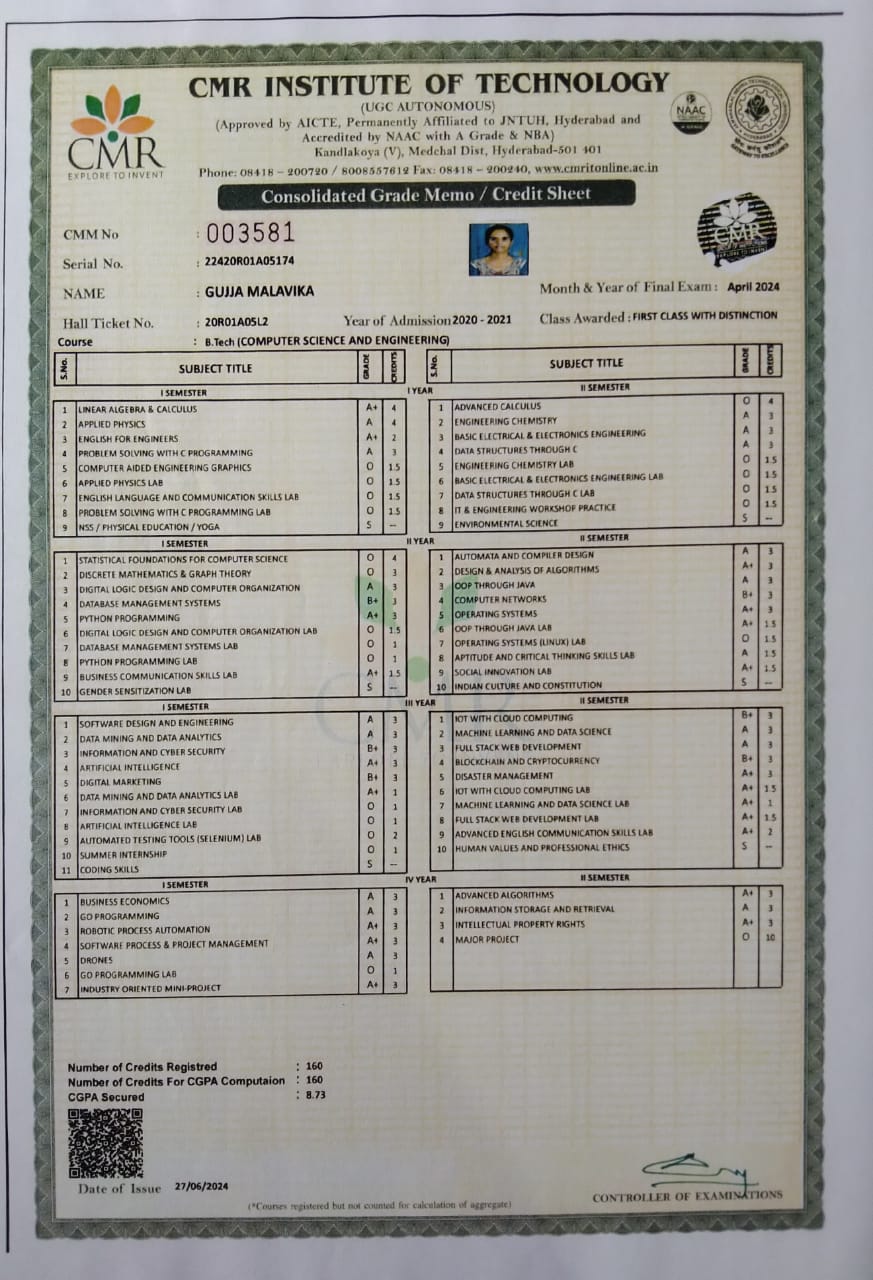 CMR INSTITUTE OF TECHNOLOGY
(UGC AUTONOMOUS)
(Approved by AICTE, Permanently Affiliated to JNTUH, Hyderabad and
Accredited by NAAC with A Grade & NBA)
Kandlakoya (V), Medchal Dist, Hyderabad-501 401
Phone: 08418 – 200720 / 8008557612 Fax: 08418 – 200240, www.cmritonline.ac.in
CMR
EXPLORE TO INVENT
NAAC
Consolidated Grade Memo / Credit Sheet
CMM No : 003581
Serial No. : 22420R01A05174
NAME : GUJJA MALAVIKA
Month & Year of Final Exam : April 2024
Hall Ticket No. : 20R01A05L2 Year of Admission 2020 - 2021 Class Awarded : FIRST CLASS WITH DISTINCTION
Course : B.Tech (COMPUTER SCIENCE AND ENGINEERING)
S.No. SUBJECT TITLE GRADE CREDITS S.No. SUBJECT TITLE GRADE CREDITS
I YEAR
I SEMESTER
1 LINEAR ALGEBRA & CALCULUS A+ 4
2 APPLIED PHYSICS A 4
3 ENGLISH FOR ENGINEERS A+ 2
4 PROBLEM SOLVING WITH C PROGRAMMING A 3
5 COMPUTER AIDED ENGINEERING GRAPHICS O 1.5
6 APPLIED PHYSICS LAB O 1.5
7 ENGLISH LANGUAGE AND COMMUNICATION SKILLS LAB O 1.5
8 PROBLEM SOLVING WITH C PROGRAMMING LAB O 1.5
9 NSS / PHYSICAL EDUCATION / YOGA S --
II SEMESTER
1 ADVANCED CALCULUS O 4
2 ENGINEERING CHEMISTRY A 3
3 BASIC ELECTRICAL & ELECTRONICS ENGINEERING A 3
4 DATA STRUCTURES THROUGH C A 3
5 ENGINEERING CHEMISTRY LAB O 1.5
6 BASIC ELECTRICAL & ELECTRONICS ENGINEERING LAB O 1.5
7 DATA STRUCTURES THROUGH C LAB O 1.5
8 IT & ENGINEERING WORKSHOP PRACTICE O 1.5
9 ENVIRONMENTAL SCIENCE S --
II YEAR
I SEMESTER
1 STATISTICAL FOUNDATIONS FOR COMPUTER SCIENCE O 4
2 DISCRETE MATHEMATICS & GRAPH THEORY O 3
3 DIGITAL LOGIC DESIGN AND COMPUTER ORGANIZATION A 3
4 DATABASE MANAGEMENT SYSTEMS B+ 3
5 PYTHON PROGRAMMING A+ 3
6 DIGITAL LOGIC DESIGN AND COMPUTER ORGANIZATION LAB O 1.5
7 DATABASE MANAGEMENT SYSTEMS LAB O 1
8 PYTHON PROGRAMMING LAB O 1
9 BUSINESS COMMUNICATION SKILLS LAB A+ 1.5
10 GENDER SENSITIZATION LAB S --
II SEMESTER
1 AUTOMATA AND COMPILER DESIGN A 3
2 DESIGN & ANALYSIS OF ALGORITHMS A+ 3
3 OOP THROUGH JAVA A 3
4 COMPUTER NETWORKS B+ 3
5 OPERATING SYSTEMS A+ 3
6 OOP THROUGH JAVA LAB A+ 1.5
7 OPERATING SYSTEMS (LINUX) LAB O 1.5
8 APTITUDE AND CRITICAL THINKING SKILLS LAB A 1.5
9 SOCIAL INNOVATION LAB A+ 1.5
10 INDIAN CULTURE AND CONSTITUTION S --
III YEAR
I SEMESTER
1 SOFTWARE DESIGN AND ENGINEERING A 3
2 DATA MINING AND DATA ANALYTICS A 3
3 INFORMATION AND CYBER SECURITY B+ 3
4 ARTIFICIAL INTELLIGENCE A+ 3
5 DIGITAL MARKETING B+ 3
6 DATA MINING AND DATA ANALYTICS LAB A+ 1
7 INFORMATION AND CYBER SECURITY LAB O 1
8 ARTIFICIAL INTELLIGENCE LAB O 1
9 AUTOMATED TESTING TOOLS (SELENIUM) LAB O 2
10 SUMMER INTERNSHIP O 1
11 CODING SKILLS S --
II SEMESTER
1 IOT WITH CLOUD COMPUTING B+ 3
2 MACHINE LEARNING AND DATA SCIENCE A 3
3 FULL STACK WEB DEVELOPMENT A 3
4 BLOCKCHAIN AND CRYPTOCURRENCY B+ 3
5 DISASTER MANAGEMENT A+ 3
6 IOT WITH CLOUD COMPUTING LAB A+ 1.5
7 MACHINE LEARNING AND DATA SCIENCE LAB A+ 1
8 FULL STACK WEB DEVELOPMENT LAB A+ 1.5
9 ADVANCED ENGLISH COMMUNICATION SKILLS LAB A+ 2
10 HUMAN VALUES AND PROFESSIONAL ETHICS S --
IV YEAR
I SEMESTER
1 BUSINESS ECONOMICS A 3
2 GO PROGRAMMING A 3
3 ROBOTIC PROCESS AUTOMATION A+ 3
4 SOFTWARE PROCESS & PROJECT MANAGEMENT A+ 3
5 DRONES A 3
6 GO PROGRAMMING LAB O 1
7 INDUSTRY ORIENTED MINI-PROJECT A+ 3
II SEMESTER
1 ADVANCED ALGORITHMS A+ 3
2 INFORMATION STORAGE AND RETRIEVAL A 3
3 INTELLECTUAL PROPERTY RIGHTS A+ 3
4 MAJOR PROJECT O 10
Number of Credits Registered : 160
Number of Credits For CGPA Computaion : 160
CGPA Secured : 8.73
Date of Issue 27/06/2024
CONTROLLER OF EXAMINATIONS
(*Courses registered but not counted for calculation of aggregate)